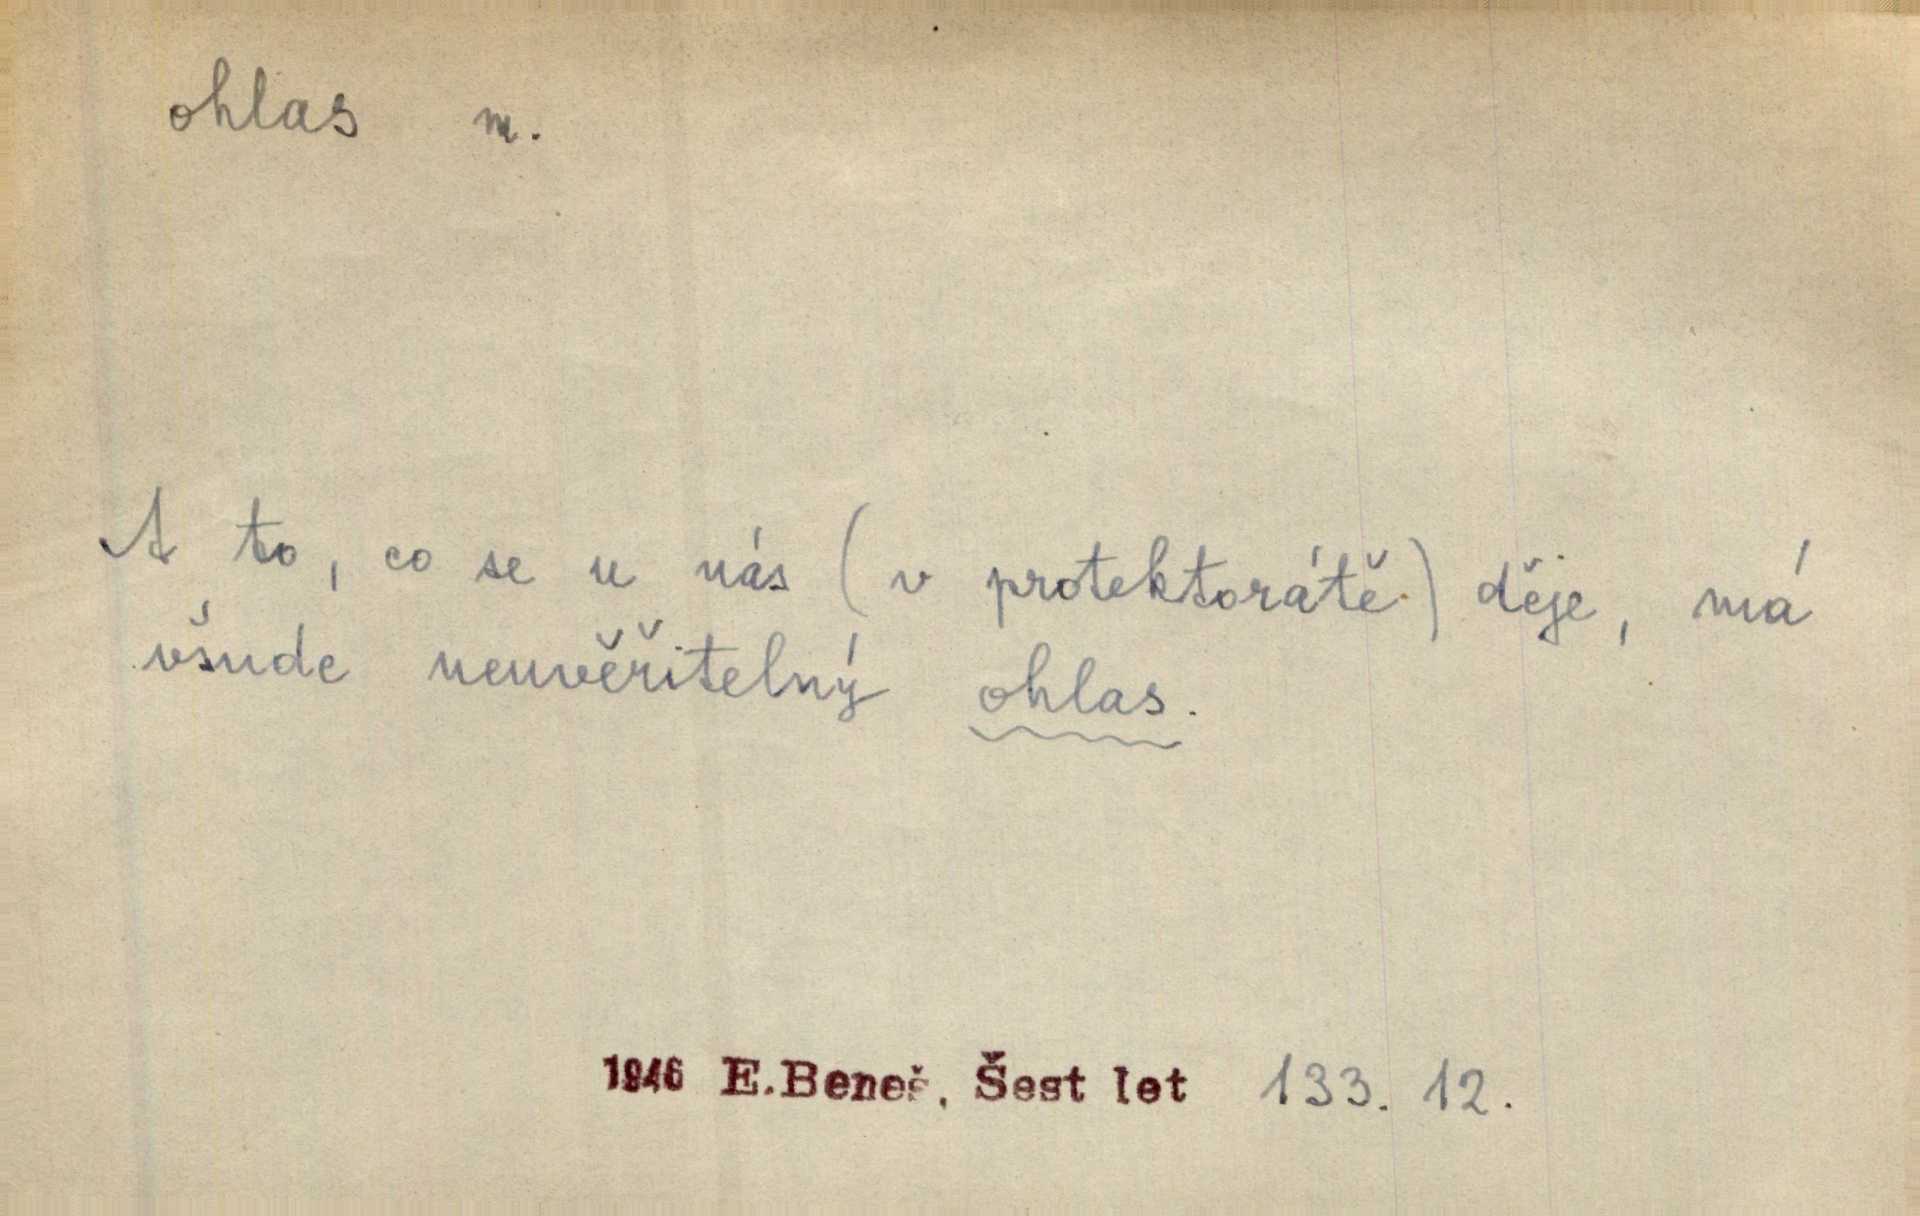 ohlas m.
A to, co se u nás (v protektorátě) děje, má
všude neuvěřitelný ohlas.
1946 E.Beneš, Šest let 133. 12.